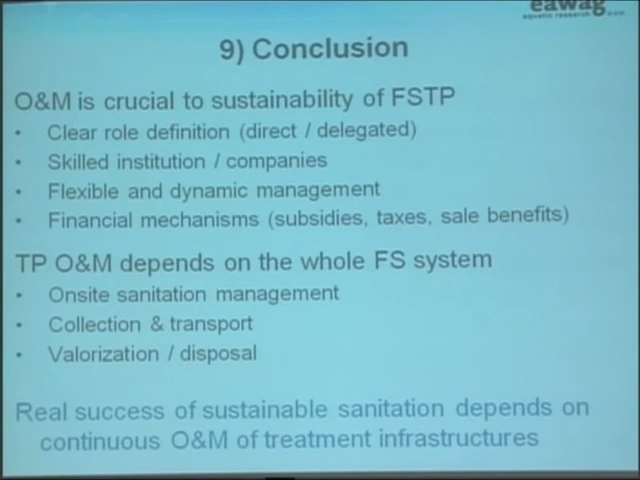 eawag
aquatic research
9) Conclusion
O&M is crucial to sustainability of FSTP
• Clear role definition (direct / delegated)
• Skilled institution / companies
• Flexible and dynamic management
• Financial mechanisms (subsidies, taxes, sale benefits)
TP O&M depends on the whole FS system
• Onsite sanitation management
• Collection & transport
• Valorization / disposal
Real success of sustainable sanitation depends on
continuous O&M of treatment infrastructures